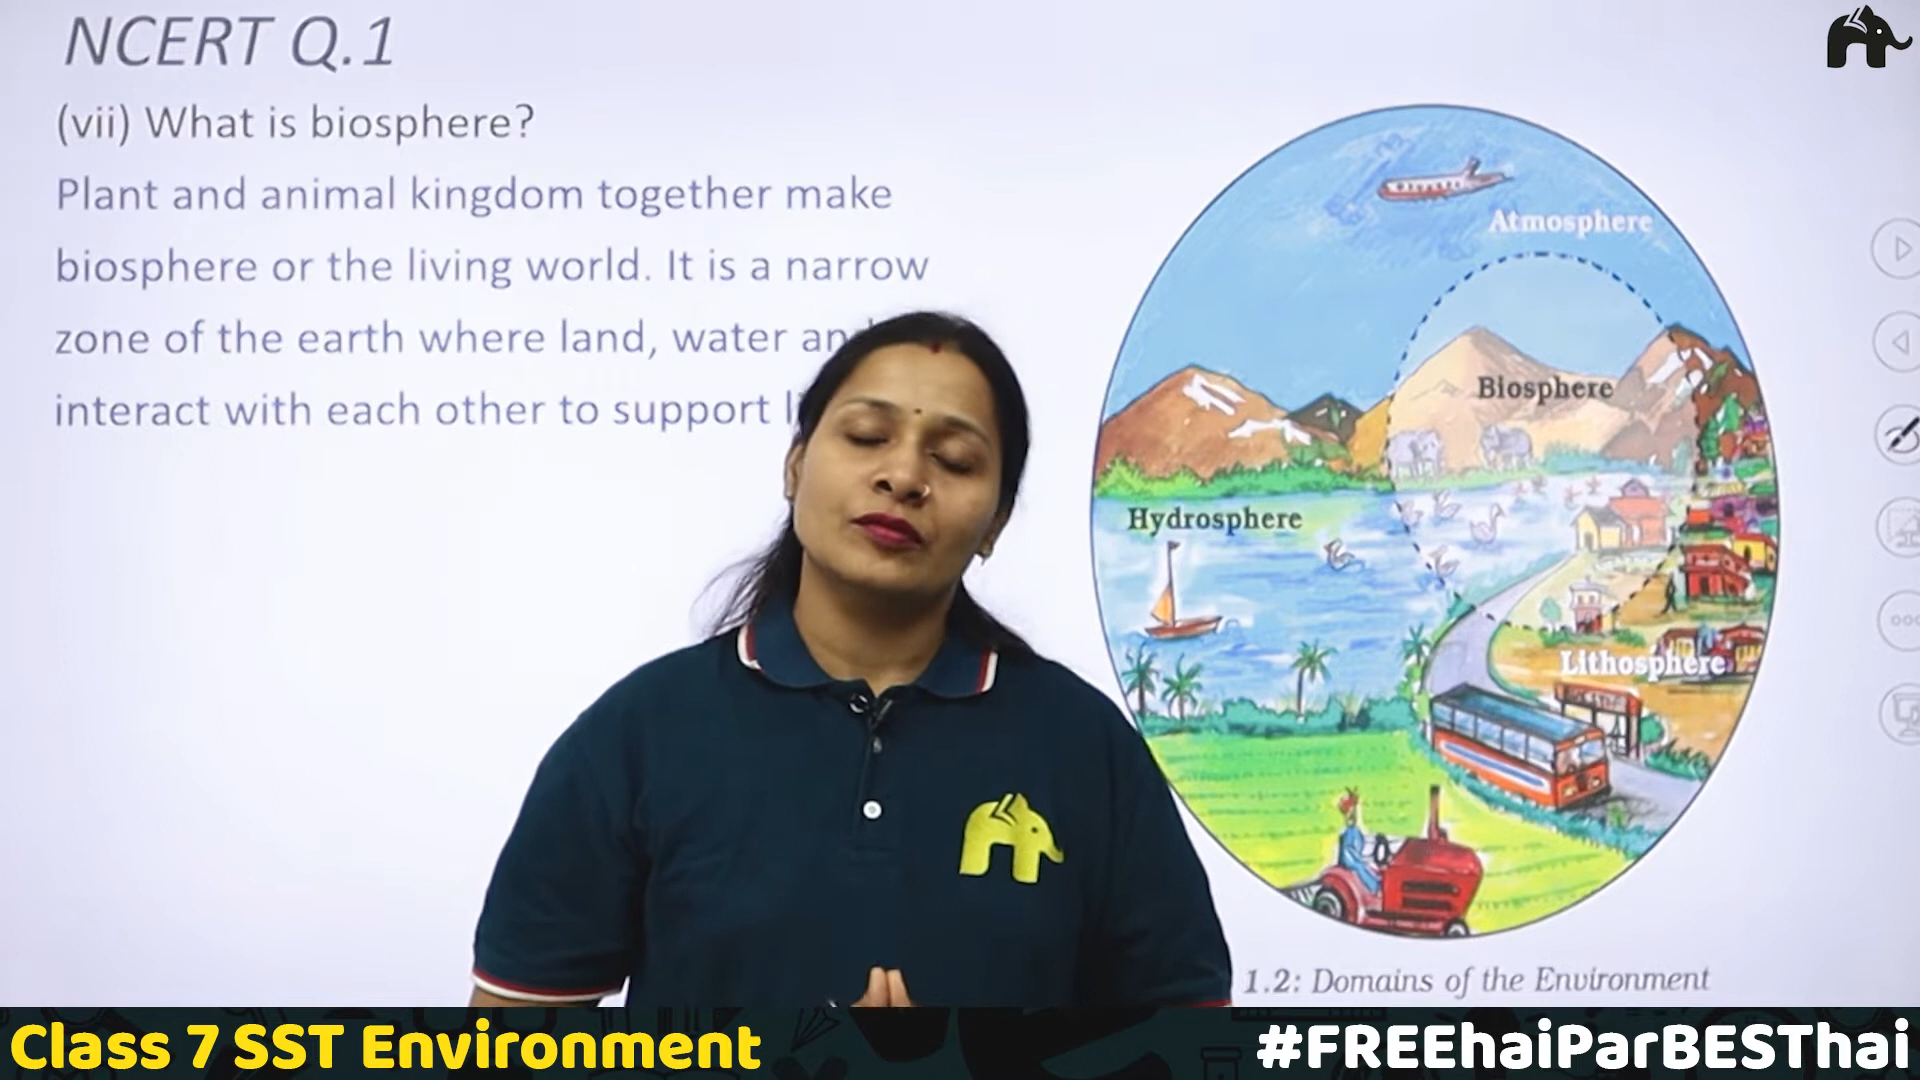 NCERT Q.1
(vii) What is biosphere?
Plant and animal kingdom together make
biosphere or the living world. It is a narrow
zone of the earth where land, water
interact with each other to support
Atmosphere
Biosphere
Hydrosphere
Lithosphere
1.2: Domains of the Environment
Class 7 SST Environment
#FREEhaiParBESThai